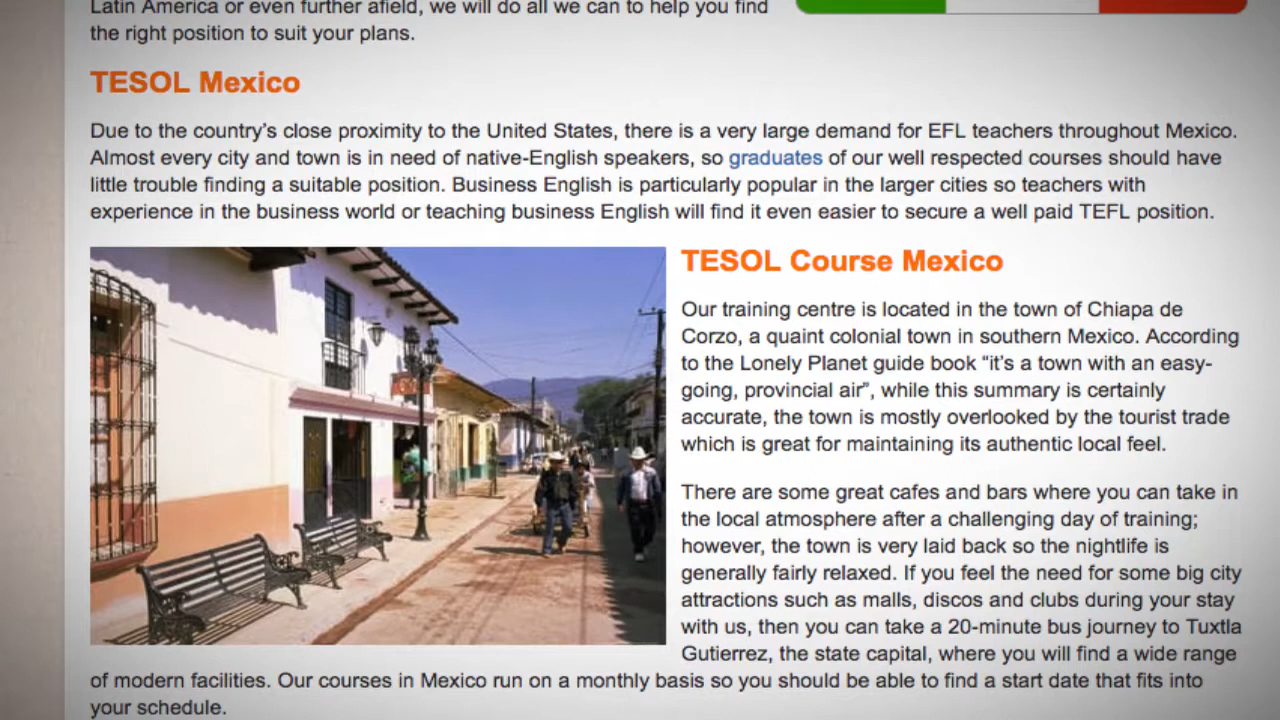 Latin America or even further afield, we will do all we can to help you find
the right position to suit your plans.
TESOL Mexico
Due to the country's close proximity to the United States, there is a very large demand for EFL teachers throughout Mexico.
Almost every city and town is in need of native-English speakers, so graduates of our well respected courses should have
little trouble finding a suitable position. Business English is particularly popular in the larger cities so teachers with
experience in the business world or teaching business English will find it even easier to secure a well paid TEFL position.
TESOL Course Mexico
Our training centre is located in the town of Chiapa de
Corzo, a quaint colonial town in southern Mexico. According
to the Lonely Planet guide book “it's a town with an easy-
going, provincial air”, while this summary is certainly
accurate, the town is mostly overlooked by the tourist trade
which is great for maintaining its authentic local feel.
There are some great cafes and bars where you can take in
the local atmosphere after a challenging day of training;
however, the town is very laid back so the nightlife is
generally fairly relaxed. If you feel the need for some big city
attractions such as malls, discos and clubs during your stay
with us, then you can take a 20-minute bus journey to Tuxtla
Gutierrez, the state capital, where you will find a wide range
of modern facilities. Our courses in Mexico run on a monthly basis so you should be able to find a start date that fits into
your schedule.